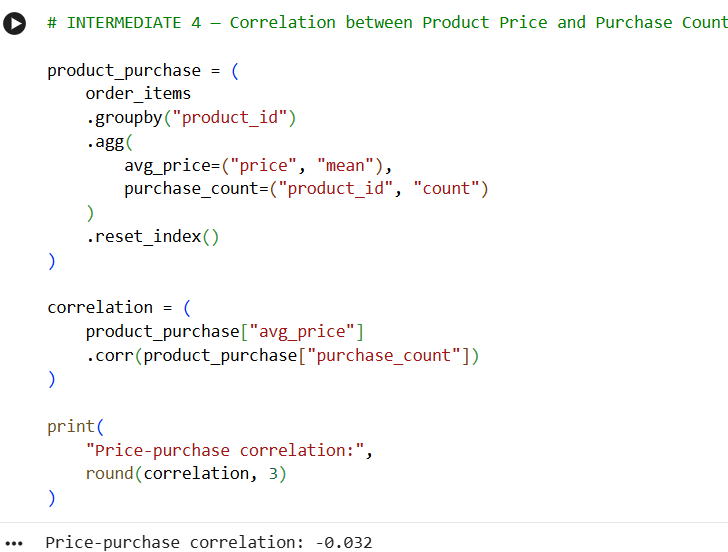 # INTERMEDIATE 4 – Correlation between Product Price and Purchase Count
product_purchase = (
    order_items
    .groupby("product_id")
    .agg(
        avg_price=("price", "mean"),
        purchase_count=("product_id", "count")
    )
    .reset_index()
)
correlation = (
    product_purchase["avg_price"]
    .corr(product_purchase["purchase_count"])
)
print(
    "Price-purchase correlation:",
    round(correlation, 3)
)
Price-purchase correlation: -0.032